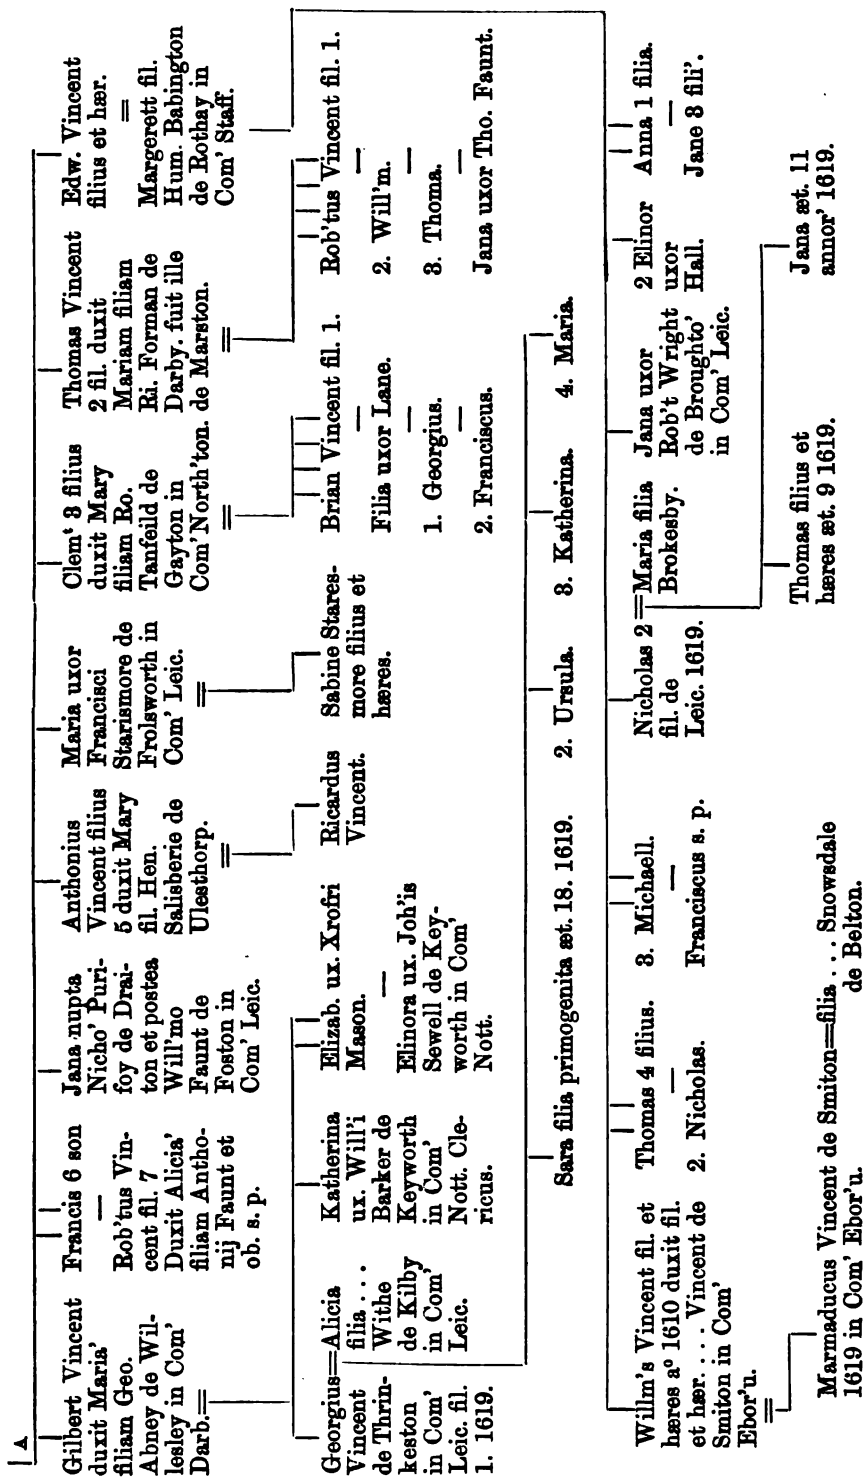 A
Gilbert Vincent
duxit Maria'
filiam Geo.
Abney de Wil-
lesley in Com'
Darb.
Francis 6 son
Rob'tus Vin-
cent fil. 7
Duxit Alicia'
filiam Antho-
nij Faunt et
ob. s. p.
Jana nupta
Nicho' Puri-
foy de Drai-
ton et postea
Will'mo
Faunt de
Foston in
Com' Leic.
Anthonius
Vincent filius
5 duxit Mary
fil. Hen.
Salisberie de
Ulesthorp.
Maria uxor
Francisci
Starismore de
Frolsworth in
Com' Leic.
Clem' 3 filius
duxit Mary
filiam Ro.
Tanfeild de
Gayton in
Com' North'ton.
Thomas Vincent
2 fil. duxit
Mariam filiam
Ri. Forman de
Darby. fuit ille
de Marston.
Edw. Vincent
filius et hær.
Margerett fil.
Hum. Babington
de Rothay in
Com' Staff.
Georgius=Alicia
Vincent filia ...
de Thrin- Withe
keston de Kilby
in Com' in Com'
Leic. fil. Leic.
1. 1619.
Katherina
ux. Will'i
Barker de
Keyworth
in Com'
Nott. Cle-
ricus.
Elizab. ux. Xrofri
Mason.
Elinora ux. Joh'is
Sewell de Key-
worth in Com'
Nott.
Ricardus
Vincent.
Sabine Stares-
more filius et
hæres.
Brian Vincent fil. 1.
Filia uxor Lane.
1. Georgius.
2. Franciscus.
Rob'tus Vincent fil. 1.
2. Will'm.
3. Thoma.
Jana uxor Tho. Faunt.
Sara filia primogenita æt. 18. 1619. 2. Ursula. 3. Katherina. 4. Maria.
Willm's Vincent fil. et
hæres aº 1610 duxit fil.
et hær. ... Vincent de
Smiton in Com'
Ebor'u.
Thomas 4 filius.
2. Nicholas.
3. Michaell.
Franciscus s. p.
Nicholas 2=Maria filia
fil. de Brokesby.
Leic. 1619.
Jana uxor
Rob't Wright
de Broughto'
in Com' Leic.
2 Elinor
uxor
Hall.
Anna 1 filia.
Jane 3 fili'.
Marmaducus Vincent de Smiton=filia ... Snowsdale
1619 in Com' Ebor'u. de Belton.
Thomas filius et
hæres æt. 9 1619.
Jana æt. 11
annor' 1619.